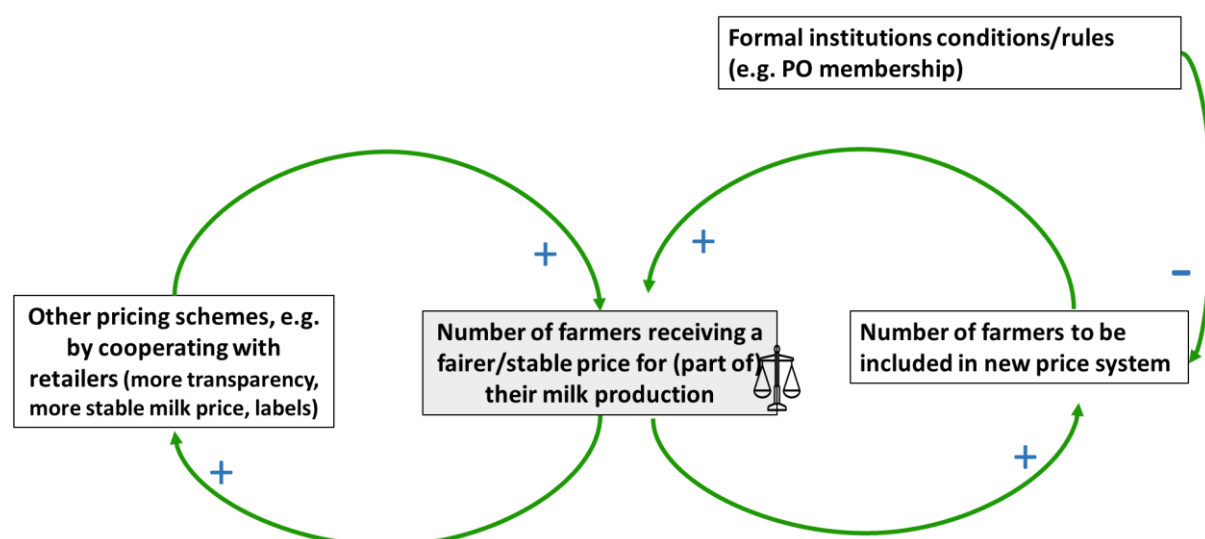 Formal institutions conditions/rules
(e.g. PO membership)
+
+
−
Other pricing schemes, e.g.
by cooperating with
retailers (more transparency,
more stable milk price, labels)
Number of farmers receiving a
fairer/stable price for (part of)
their milk production
Number of farmers to be
included in new price system
+
+